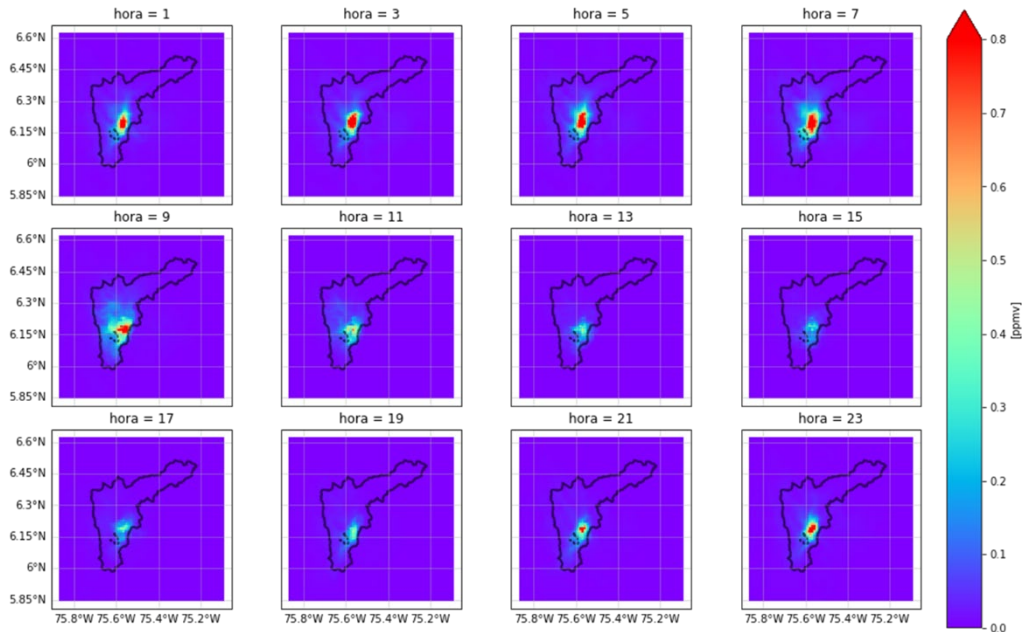 hora = 1 hora = 3 hora = 5 hora = 7
6.6°N
6.45°N
6.3°N
6.15°N
6°N
5.85°N
hora = 9 hora = 11 hora = 13 hora = 15
6.6°N
6.45°N
6.3°N
6.15°N
6°N
5.85°N
hora = 17 hora = 19 hora = 21 hora = 23
6.6°N
6.45°N
6.3°N
6.15°N
6°N
5.85°N
75.8°W 75.6°W 75.4°W 75.2°W 75.8°W 75.6°W 75.4°W 75.2°W 75.8°W 75.6°W 75.4°W 75.2°W 75.8°W 75.6°W 75.4°W 75.2°W
0.8
0.7
0.6
0.5
0.4
0.3
0.2
0.1
0.0
[ppmv]